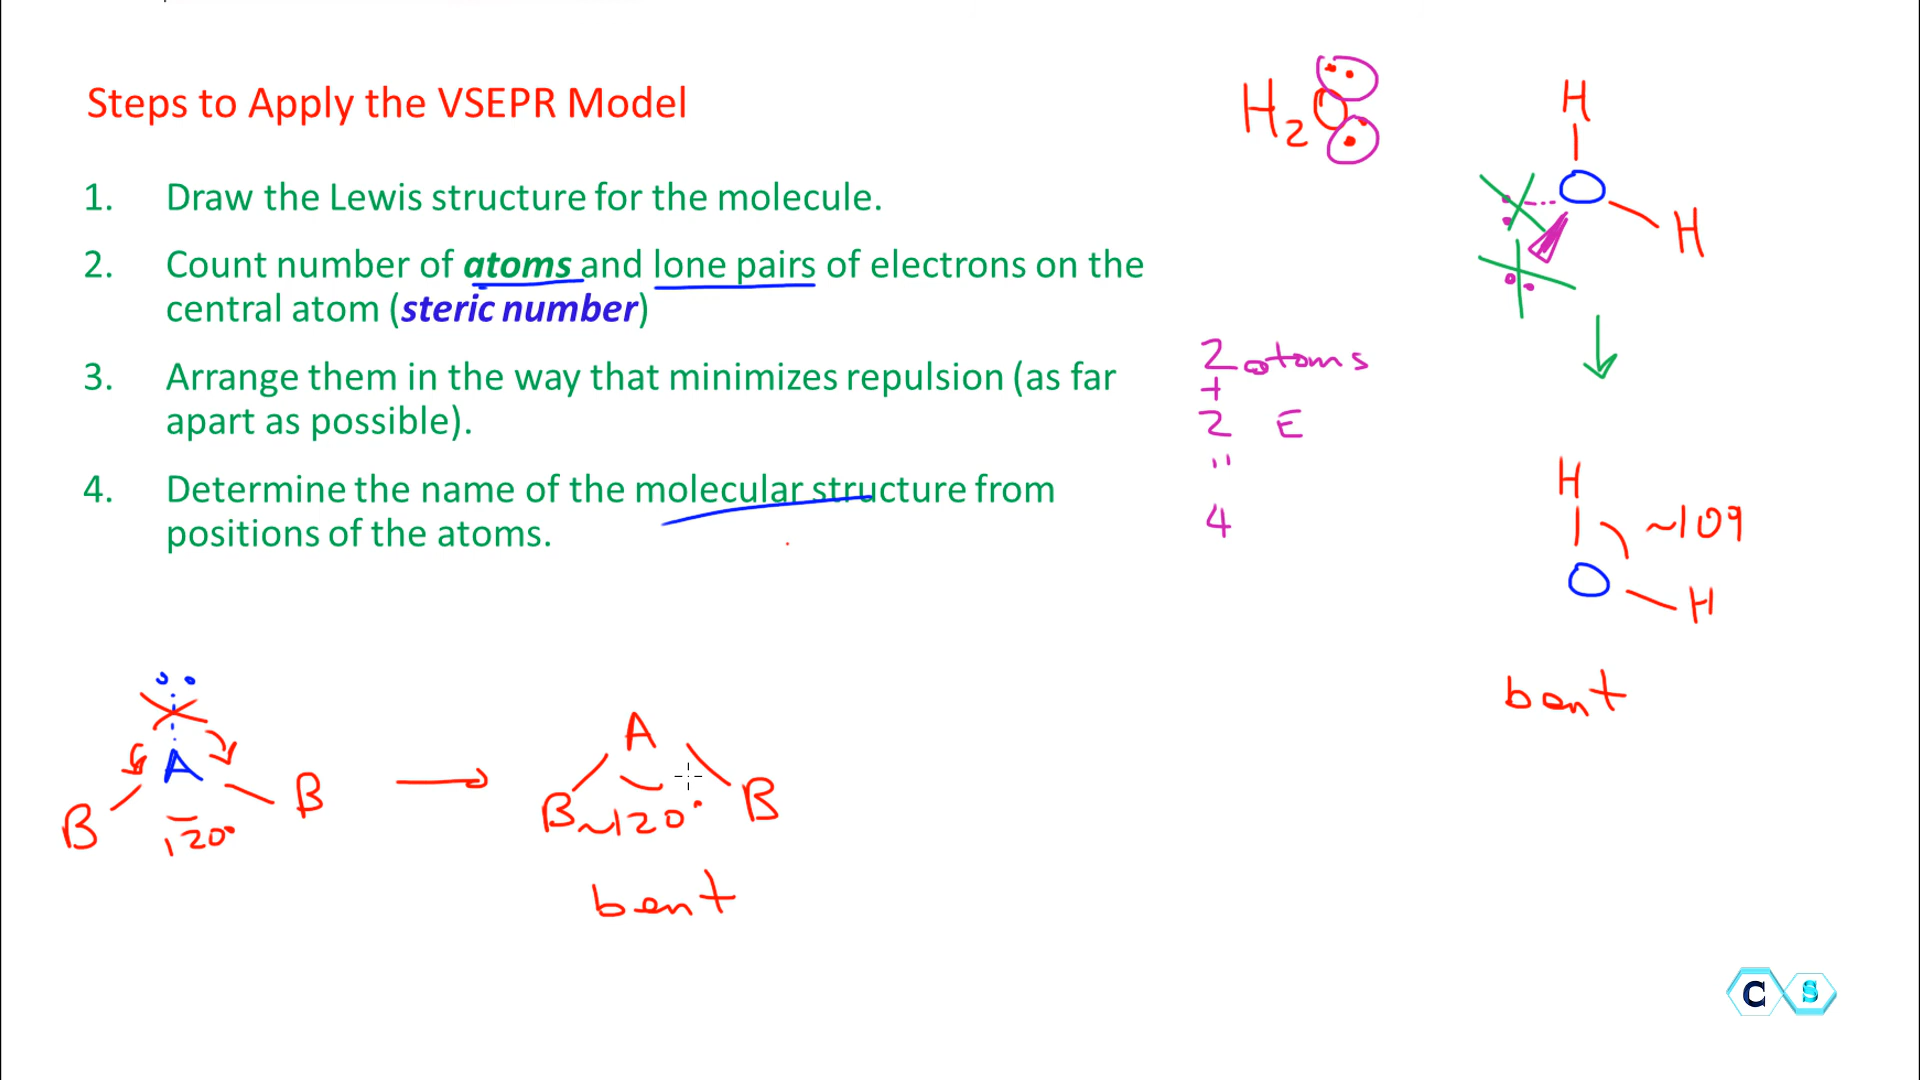 Steps to Apply the VSEPR Model
1. Draw the Lewis structure for the molecule.
2. Count number of atoms and lone pairs of electrons on the
central atom (steric number)
3. Arrange them in the way that minimizes repulsion (as far
apart as possible).
4. Determine the name of the molecular structure from
positions of the atoms.
H2O
H
O
H
2 atoms
+
2 E
"
4
H
~109
O
H
bent
A
B
B
120°
A
B
B
~120°
bent
C S